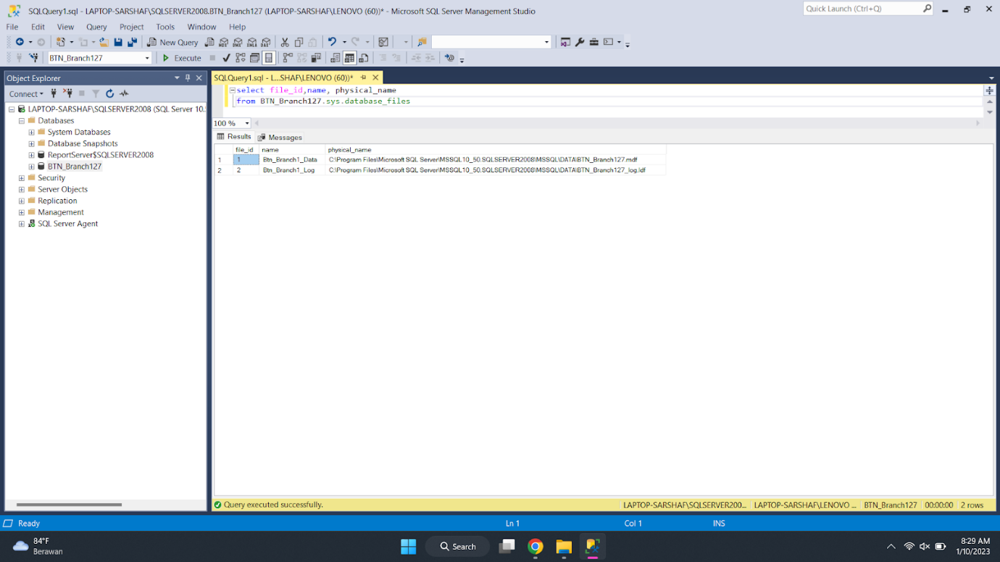 SQLQuery1.sql - LAPTOP-SARSHAF\SQLSERVER2008.BTN_Branch127 (LAPTOP-SARSHAF\LENOVO (60))* - Microsoft SQL Server Management Studio
Quick Launch (Ctrl+Q)
File Edit View Query Project Tools Window Help
New Query
BTN_Branch127
Execute
Object Explorer
Connect
LAPTOP-SARSHAF\SQLSERVER2008 (SQL Server 10.
Databases
System Databases
Database Snapshots
ReportServer$SQLSERVER2008
BTN_Branch127
Security
Server Objects
Replication
Management
SQL Server Agent
SQLQuery1.sql - L...SHAF\LENOVO (60))*
select file_id,name, physical_name
from BTN_Branch127.sys.database_files
100 %
Results Messages
file_id name physical_name
1 1 Btn_Branch1_Data C:\Program Files\Microsoft SQL Server\MSSQL10_50.SQLSERVER2008\MSSQL\DATA\BTN_Branch127.mdf
2 2 Btn_Branch1_Log C:\Program Files\Microsoft SQL Server\MSSQL10_50.SQLSERVER2008\MSSQL\DATA\BTN_Branch127_log.ldf
Query executed successfully.
LAPTOP-SARSHAF\SQLSERVER200... LAPTOP-SARSHAF\LENOVO ... BTN_Branch127 00:00:00 2 rows
Ready Ln 1 Col 1 INS
84°F
Berawan
Search
8:29 AM
1/10/2023